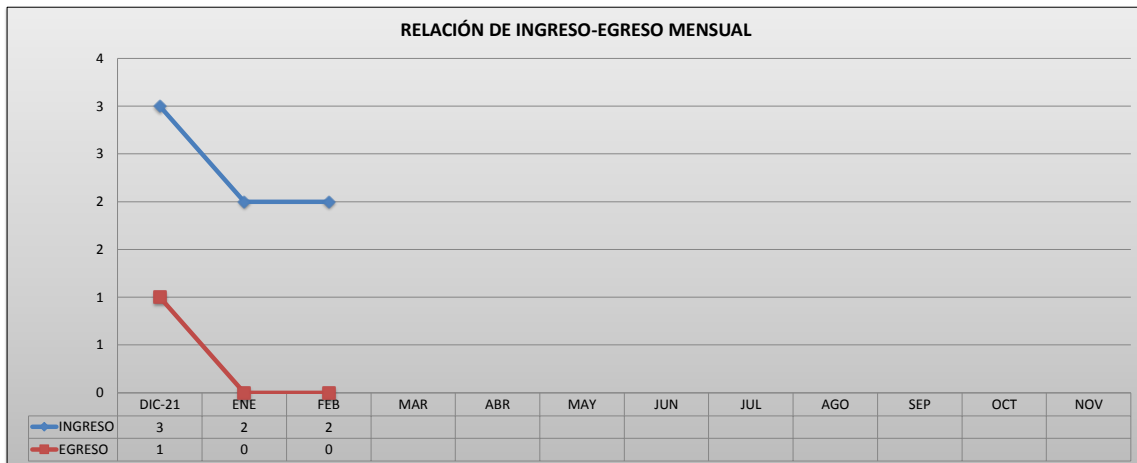 RELACIÓN DE INGRESO-EGRESO MENSUAL
4
3
3
2
2
1
1
0
DIC-21 ENE FEB MAR ABR MAY JUN JUL AGO SEP OCT NOV
INGRESO 3 2 2
EGRESO 1 0 0